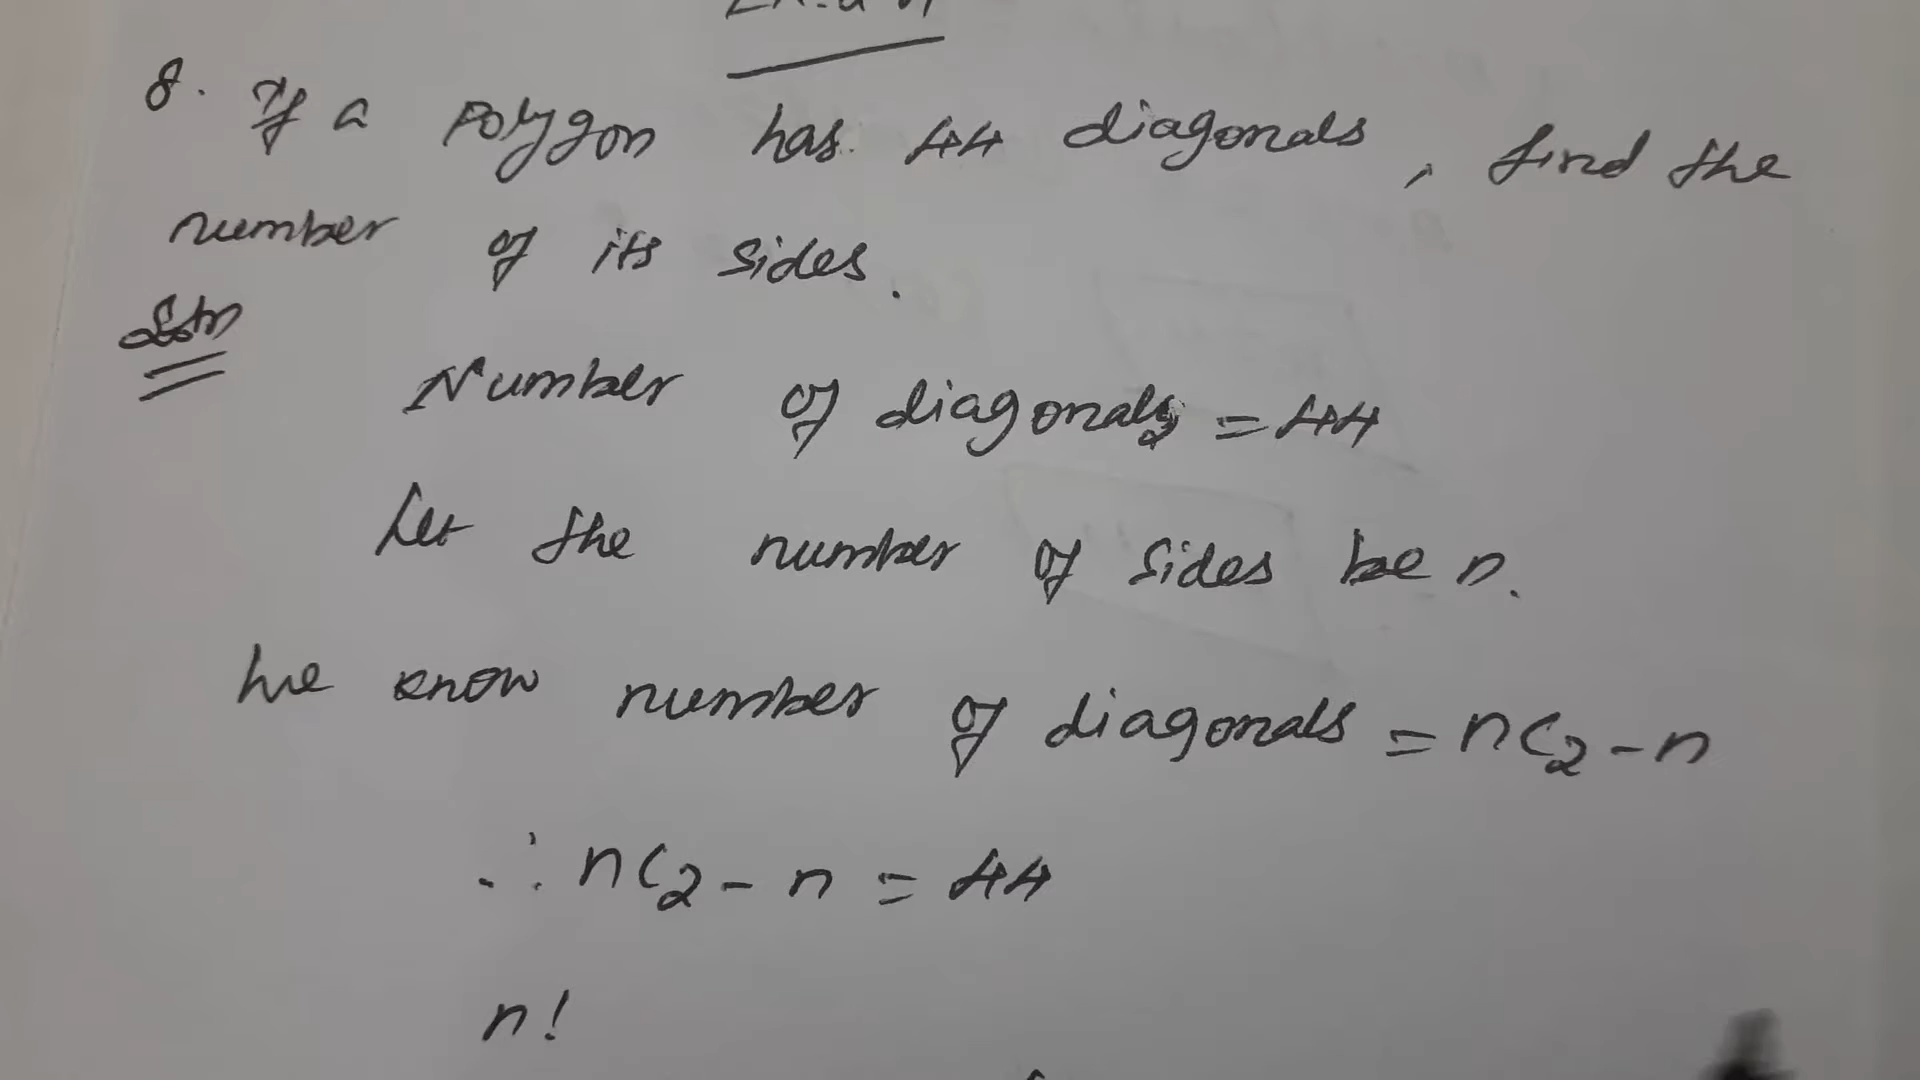 8. If a polygon has 44 diagonals, find the
number of its sides.
Soln
Number of diagonals = 44
Let the number of sides be n.
We know number of diagonals = nC2 - n
∴ nC2 - n = 44
n!